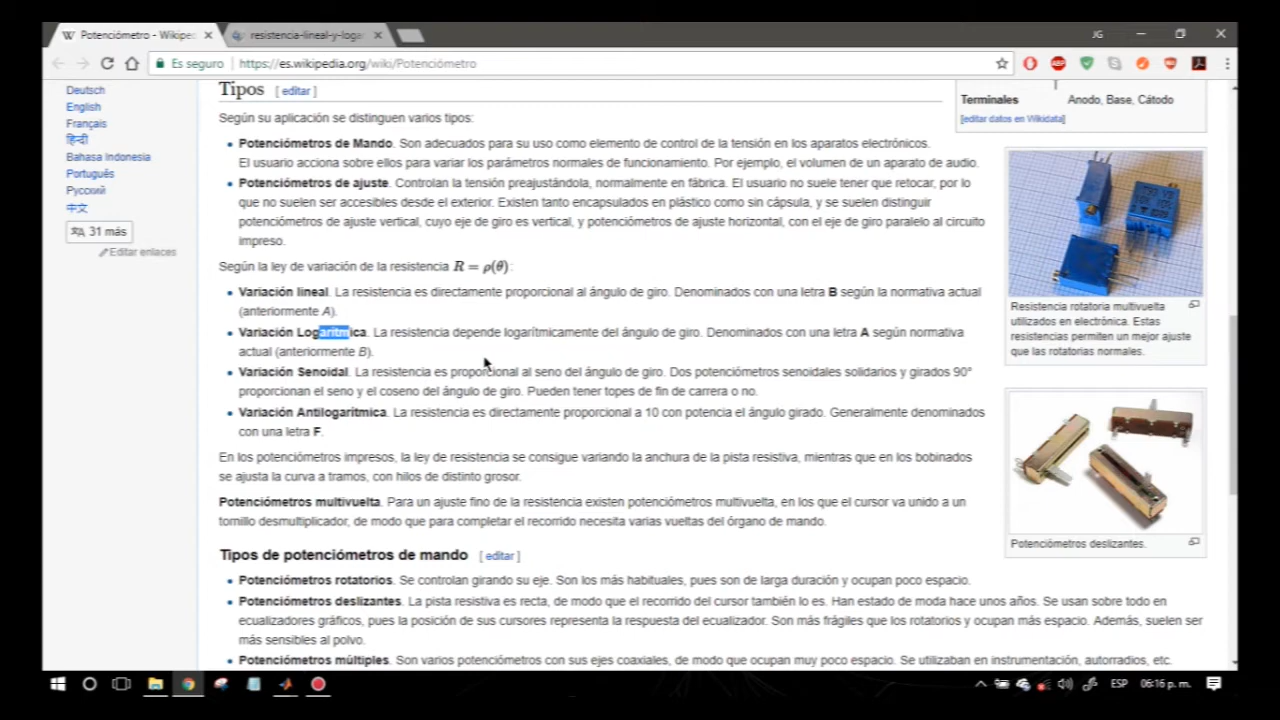 Potenciómetro - Wikipe
resistencia-lineal-y-loga
JG
Es seguro
https://es.wikipedia.org/wiki/Potenciómetro
Deutsch
English
Français
हिन्दी
Bahasa Indonesia
Português
Русский
中文
31 más
Editar enlaces
Tipos [ editar ]
Según su aplicación se distinguen varios tipos:
Potenciómetros de Mando. Son adecuados para su uso como elemento de control de la tensión en los aparatos electrónicos.
El usuario acciona sobre ellos para variar los parámetros normales de funcionamiento. Por ejemplo, el volumen de un aparato de audio.
Potenciómetros de ajuste. Controlan la tensión preajustándola, normalmente en fábrica. El usuario no suele tener que retocar, por lo
que no suelen ser accesibles desde el exterior. Existen tanto encapsulados en plástico como sin cápsula, y se suelen distinguir
potenciómetros de ajuste vertical, cuyo eje de giro es vertical, y potenciómetros de ajuste horizontal, con el eje de giro paralelo al circuito
impreso.
Según la ley de variación de la resistencia R = ρ(θ):
Variación lineal. La resistencia es directamente proporcional al ángulo de giro. Denominados con una letra B según la normativa actual
(anteriormente A).
Variación Logarítmica. La resistencia depende logarítmicamente del ángulo de giro. Denominados con una letra A según normativa
actual (anteriormente B).
Variación Senoidal. La resistencia es proporcional al seno del ángulo de giro. Dos potenciómetros senoidales solidarios y girados 90°
proporcionan el seno y el coseno del ángulo de giro. Pueden tener topes de fin de carrera o no.
Variación Antilogarítmica. La resistencia es directamente proporcional a 10 con potencia el ángulo girado. Generalmente denominados
con una letra F.
En los potenciómetros impresos, la ley de resistencia se consigue variando la anchura de la pista resistiva, mientras que en los bobinados
se ajusta la curva a tramos, con hilos de distinto grosor.
Potenciómetros multivuelta. Para un ajuste fino de la resistencia existen potenciómetros multivuelta, en los que el cursor va unido a un
tornillo desmultiplicador, de modo que para completar el recorrido necesita varias vueltas del órgano de mando.
Tipos de potenciómetros de mando [ editar ]
Potenciómetros rotatorios. Se controlan girando su eje. Son los más habituales, pues son de larga duración y ocupan poco espacio.
Potenciómetros deslizantes. La pista resistiva es recta, de modo que el recorrido del cursor también lo es. Han estado de moda hace unos años. Se usan sobre todo en
ecualizadores gráficos, pues la posición de sus cursores representa la respuesta del ecualizador. Son más frágiles que los rotatorios y ocupan más espacio. Además, suelen ser
más sensibles al polvo.
Potenciómetros múltiples. Son varios potenciómetros con sus ejes coaxiales, de modo que ocupan muy poco espacio. Se utilizaban en instrumentación, autorradios, etc.
Terminales Anodo, Base, Cátodo
[editar datos en Wikidata]
Resistencia rotatoria multivuelta
utilizados en electrónica. Estas
resistencias permiten un mejor ajuste
que las rotatorias normales.
Potenciómetros deslizantes.
ESP
06:16 p. m.